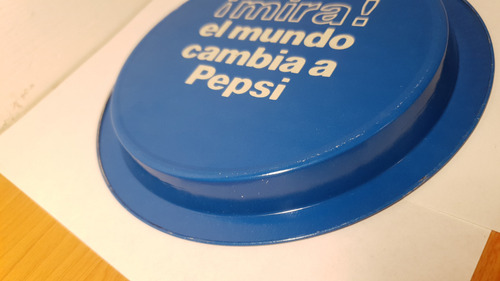 ¡mira!
el mundo
cambia a
Pepsi